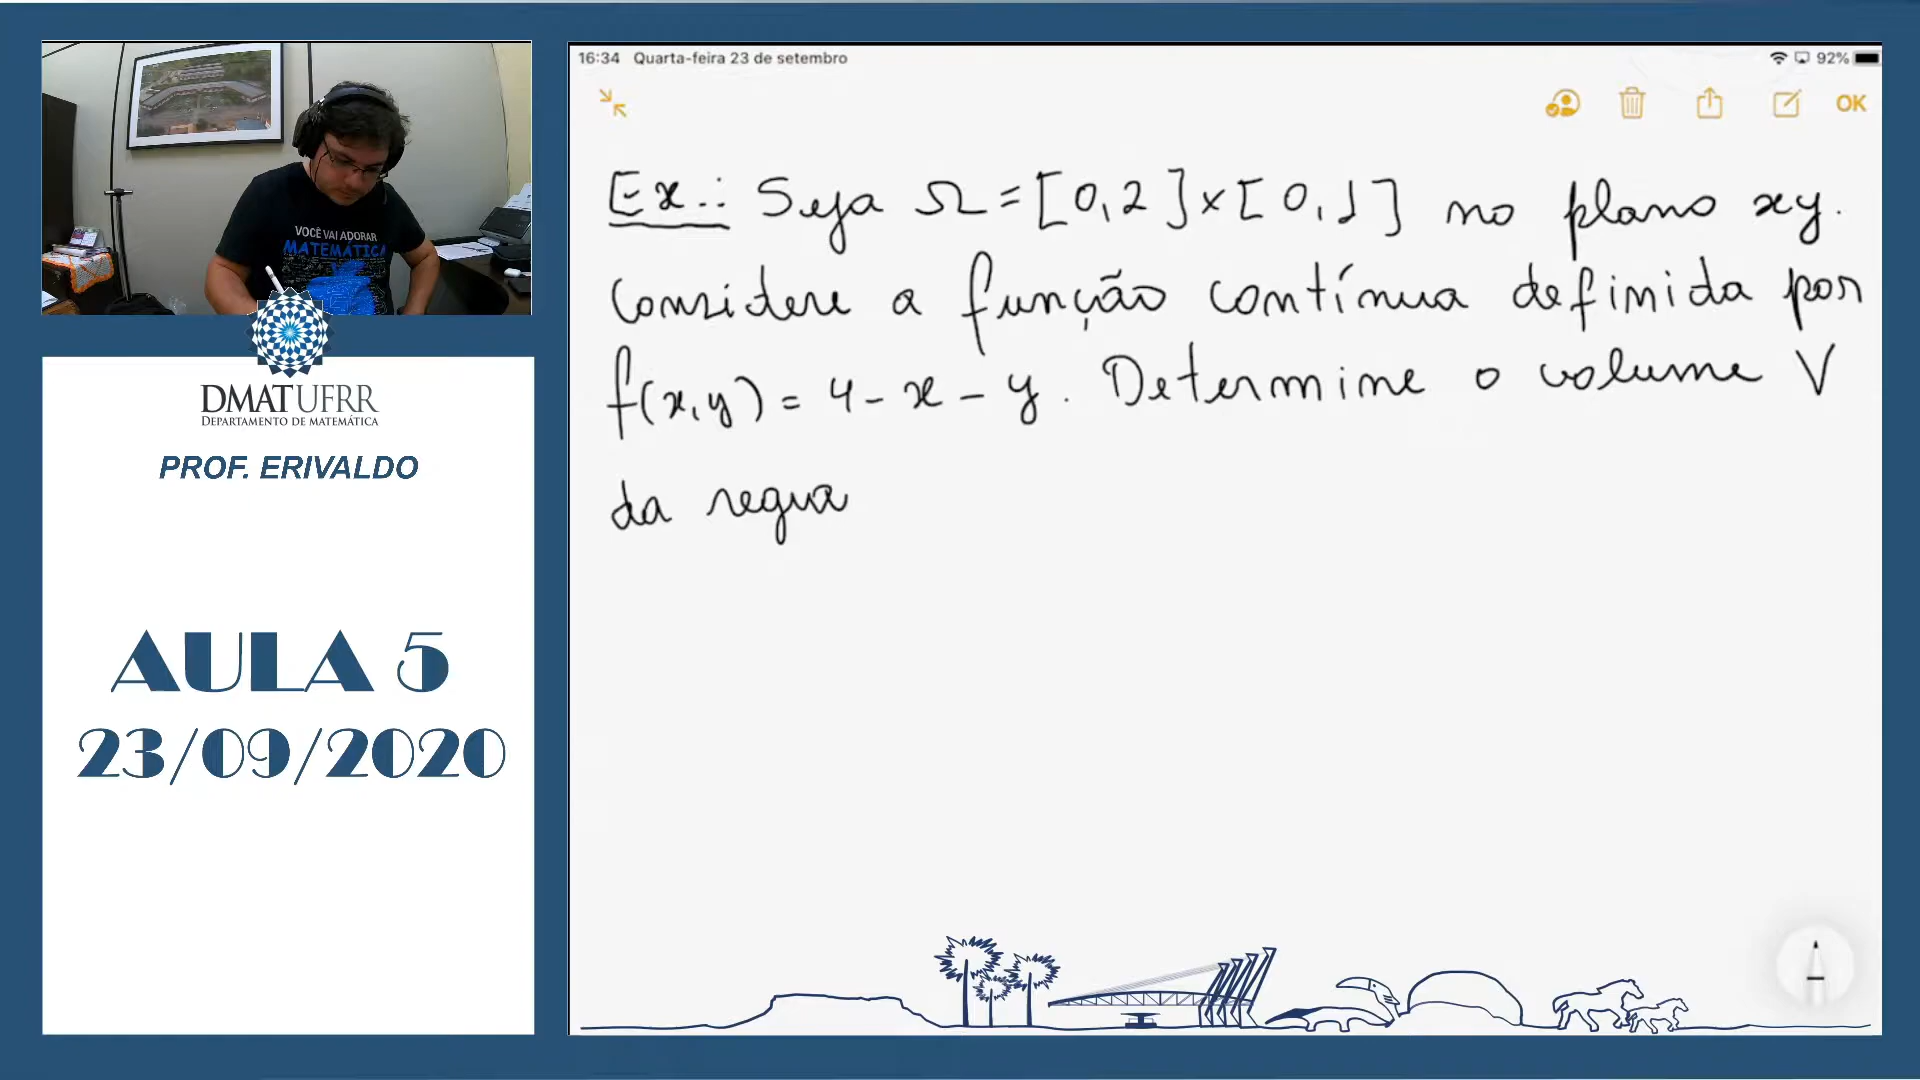 16:34 Quarta-feira 23 de setembro
92%
OK
VOCÊ VAI ADORAR
MATEMÁTICA
DMATUFRR
DEPARTAMENTO DE MATEMÁTICA
PROF. ERIVALDO
AULA 5
23/09/2020
Ex.: Seja Ω = [0,2]×[0,1] no plano xy.
Considere a função contínua definida por
f(x,y) = 4-x-y. Determine o volume V
da regia